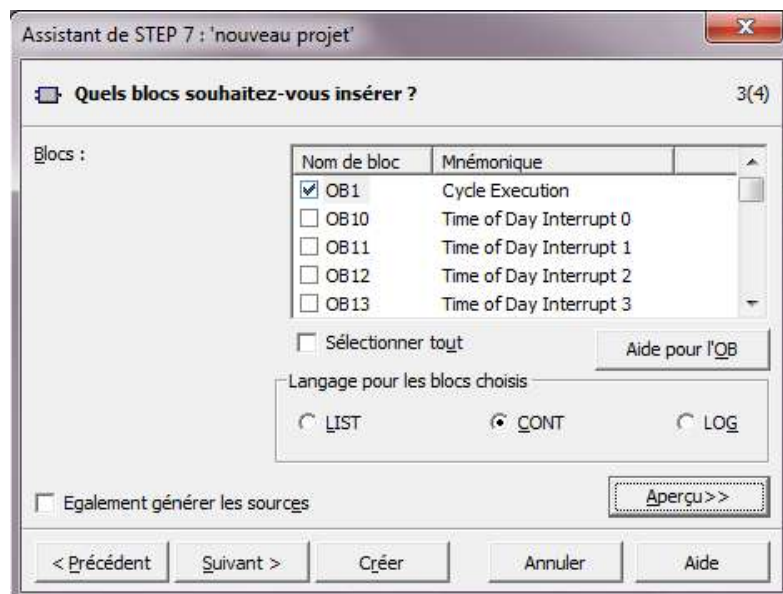 Assistant de STEP 7 : 'nouveau projet'
Quels blocs souhaitez-vous insérer ? 3(4)
Blocs :
Nom de bloc Mnémonique
OB1 Cycle Execution
OB10 Time of Day Interrupt 0
OB11 Time of Day Interrupt 1
OB12 Time of Day Interrupt 2
OB13 Time of Day Interrupt 3
Sélectionner tout Aide pour l'OB
Langage pour les blocs choisis
LIST CONT LOG
Egalement générer les sources Aperçu>>
< Précédent Suivant > Créer Annuler Aide